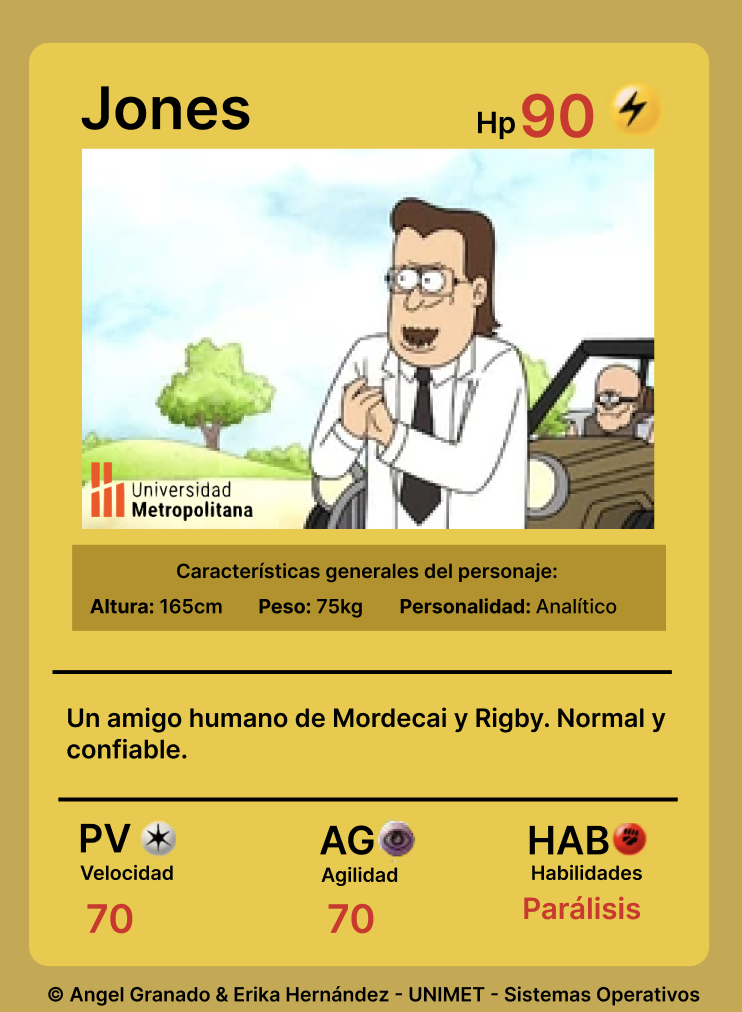 Jones
Hp 90
Universidad
Metropolitana
Características generales del personaje:
Altura: 165cm Peso: 75kg Personalidad: Analítico
Un amigo humano de Mordecai y Rigby. Normal y
confiable.
PV AG HAB
Velocidad Agilidad Habilidades
70 70 Parálisis
© Angel Granado & Erika Hernández - UNIMET - Sistemas Operativos